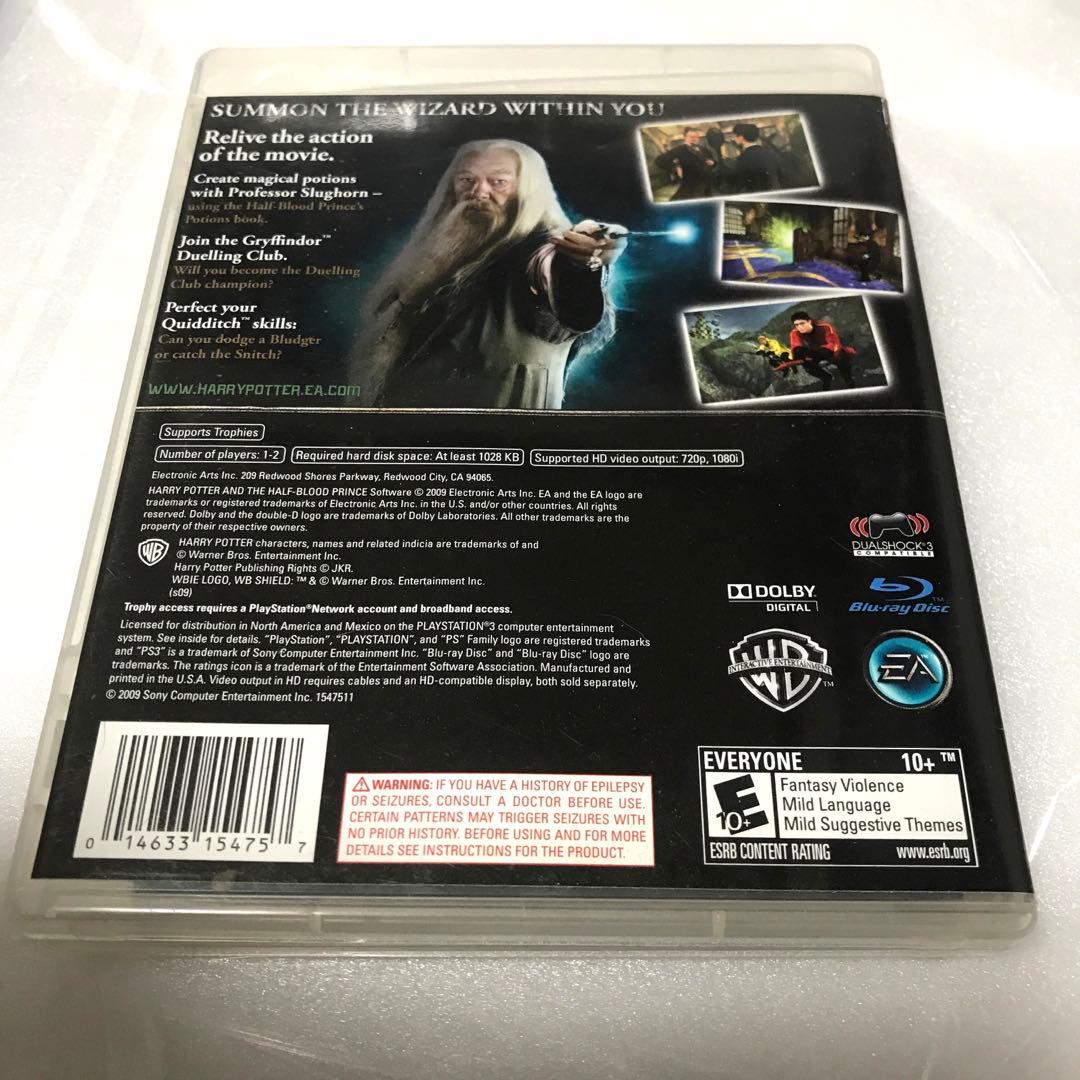 SUMMON THE WIZARD WITHIN YOU
Relive the action
of the movie.
Create magical potions
with Professor Slughorn –
using the Half-Blood Prince's
Potions book.
Join the Gryffindor™
Duelling Club.
Will you become the Duelling
Club champion?
Perfect your
Quidditch™ skills:
Can you dodge a Bludger
or catch the Snitch?
WWW.HARRYPOTTER.EA.COM
Supports Trophies
Number of players: 1-2
Required hard disk space: At least 1028 KB
Supported HD video output: 720p, 1080i
Electronic Arts Inc. 209 Redwood Shores Parkway, Redwood City, CA 94065.
HARRY POTTER AND THE HALF-BLOOD PRINCE Software © 2009 Electronic Arts Inc. EA and the EA logo are
trademarks or registered trademarks of Electronic Arts Inc. in the U.S. and/or other countries. All rights
reserved. Dolby and the double-D logo are trademarks of Dolby Laboratories. All other trademarks are the
property of their respective owners.
WB
HARRY POTTER characters, names and related indicia are trademarks of and
© Warner Bros. Entertainment Inc.
Harry Potter Publishing Rights © JKR.
WBIE LOGO, WB SHIELD: ™ & © Warner Bros. Entertainment Inc.
(s09)
Trophy access requires a PlayStation®Network account and broadband access.
Licensed for distribution in North America and Mexico on the PLAYSTATION®3 computer entertainment
system. See inside for details. "PlayStation", "PLAYSTATION", and "PS" Family logo are registered trademarks
and "PS3" is a trademark of Sony Computer Entertainment Inc. "Blu-ray Disc" and "Blu-ray Disc" logo are
trademarks. The ratings icon is a trademark of the Entertainment Software Association. Manufactured and
printed in the U.S.A. Video output in HD requires cables and an HD-compatible display, both sold separately.
© 2009 Sony Computer Entertainment Inc. 1547511
DUALSHOCK®3
COMPATIBLE
DOLBY
DIGITAL
Blu-ray Disc™
WB
INTERACTIVE ENTERTAINMENT™
EA
0 14633 15475 7
WARNING: IF YOU HAVE A HISTORY OF EPILEPSY
OR SEIZURES, CONSULT A DOCTOR BEFORE USE.
CERTAIN PATTERNS MAY TRIGGER SEIZURES WITH
NO PRIOR HISTORY. BEFORE USING AND FOR MORE
DETAILS SEE INSTRUCTIONS FOR THE PRODUCT.
EVERYONE 10+ ™
E
10+
Fantasy Violence
Mild Language
Mild Suggestive Themes
ESRB CONTENT RATING www.esrb.org